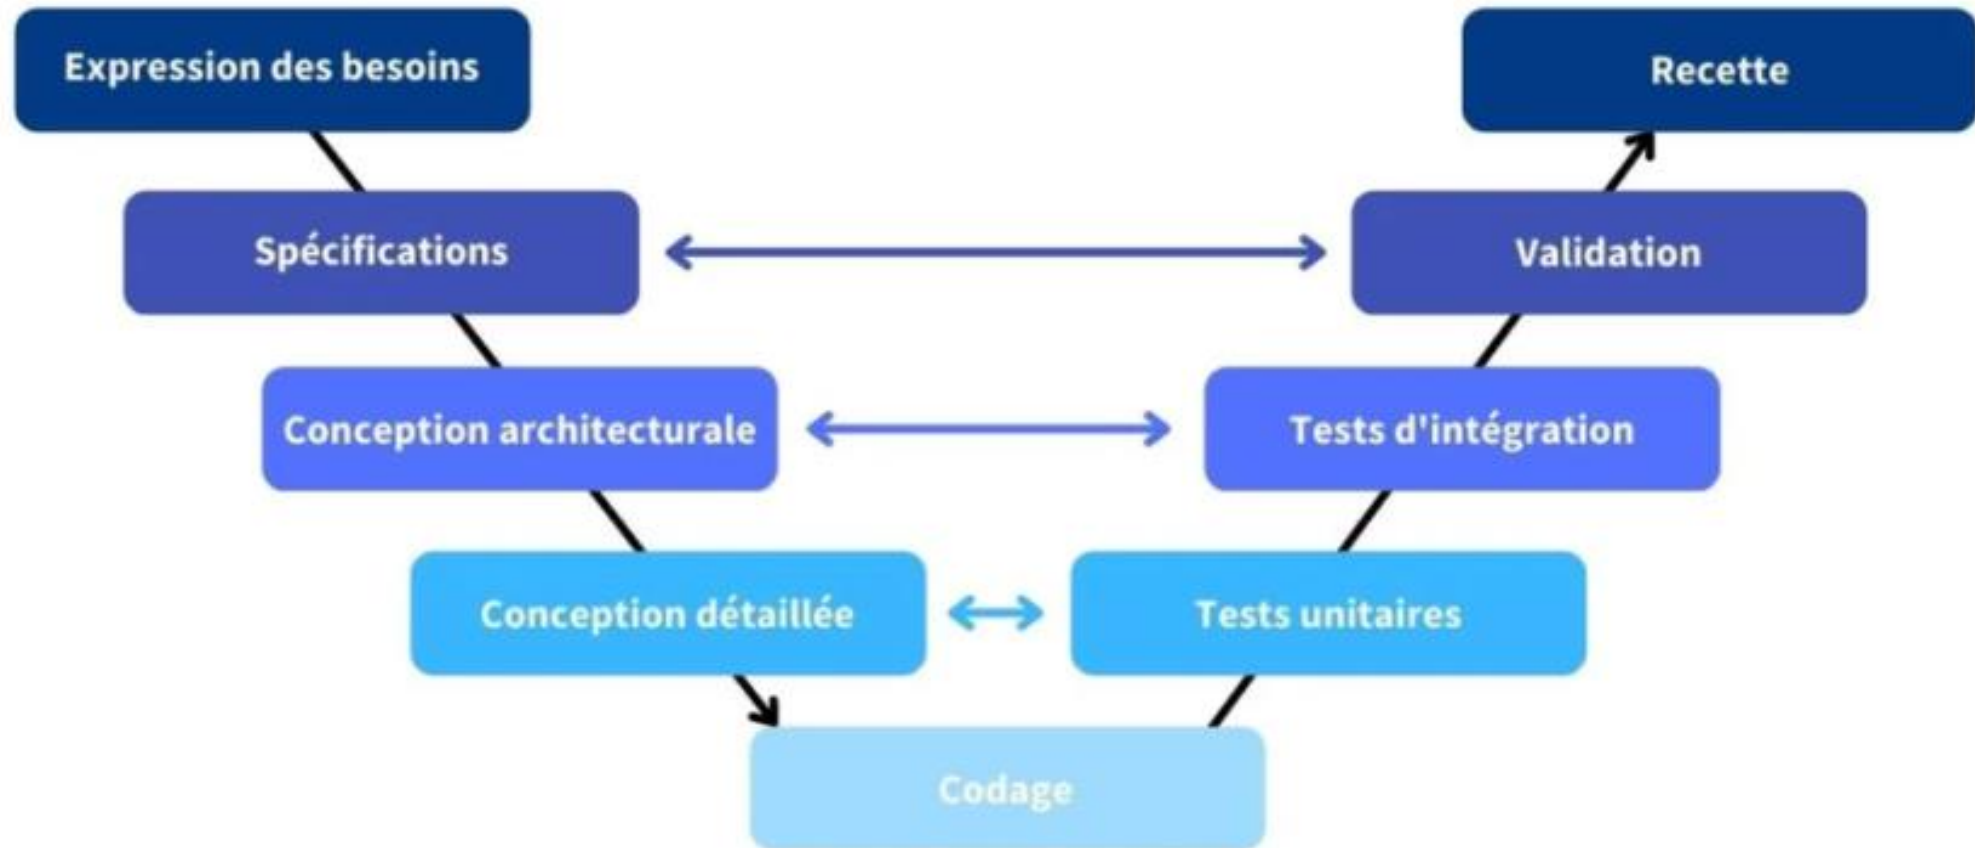 Expression des besoins
Recette
Spécifications
Validation
Conception architecturale
Tests d'intégration
Conception détaillée
Tests unitaires
Codage